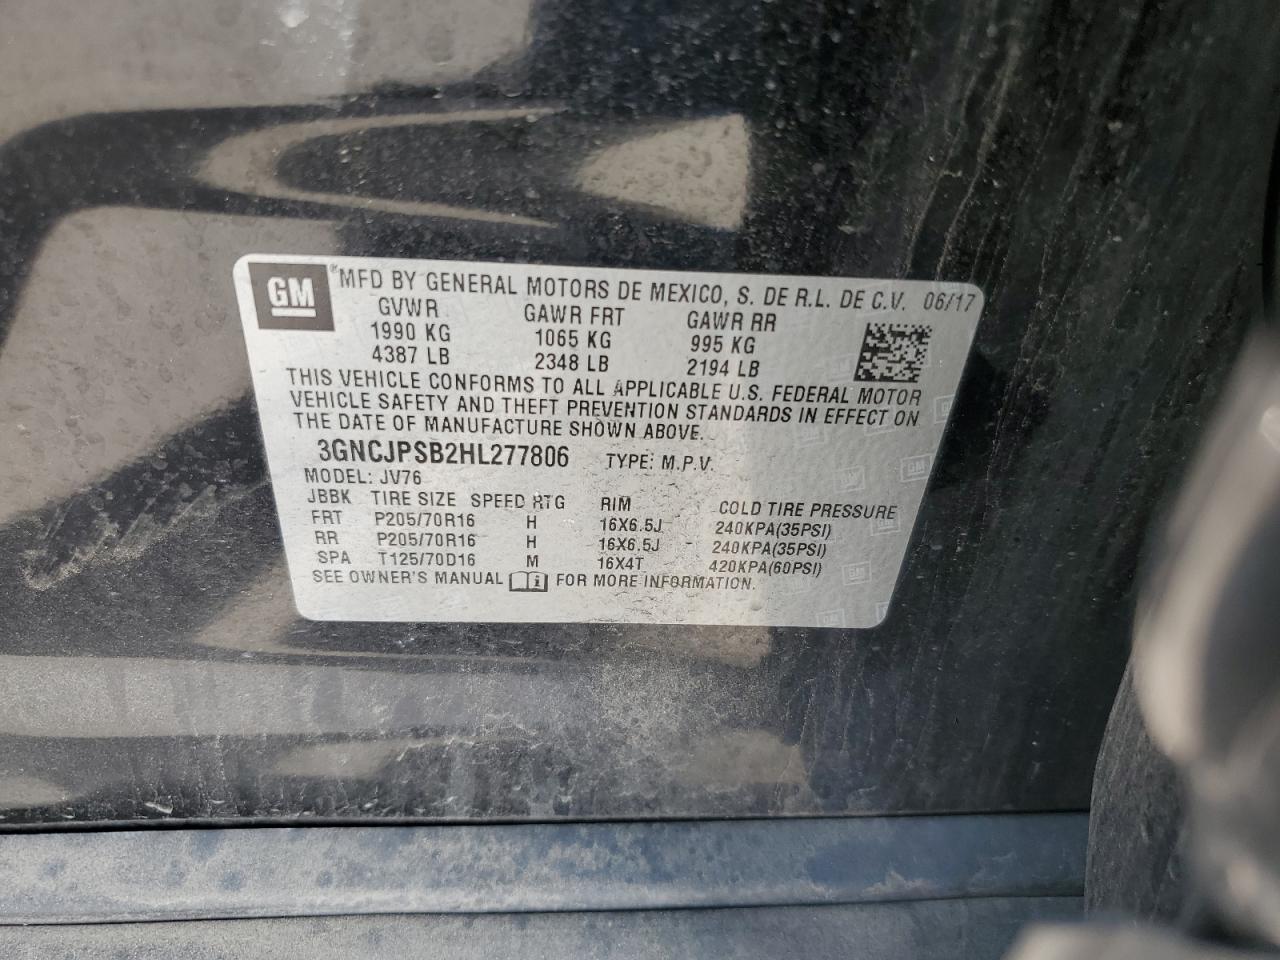 GM ® MFD BY GENERAL MOTORS DE MEXICO, S. DE R.L. DE C.V. 06/17
GVWR GAWR FRT GAWR RR
1990 KG 1065 KG 995 KG
4387 LB 2348 LB 2194 LB
THIS VEHICLE CONFORMS TO ALL APPLICABLE U.S. FEDERAL MOTOR
VEHICLE SAFETY AND THEFT PREVENTION STANDARDS IN EFFECT ON
THE DATE OF MANUFACTURE SHOWN ABOVE.
3GNCJPSB2HL277806 TYPE: M.P.V.
MODEL: JV76
JBBK TIRE SIZE SPEED RTG RIM COLD TIRE PRESSURE
FRT P205/70R16 H 16X6.5J 240KPA(35PSI)
RR P205/70R16 H 16X6.5J 240KPA(35PSI)
SPA T125/70D16 M 16X4T 420KPA(60PSI)
SEE OWNER'S MANUAL i FOR MORE INFORMATION.